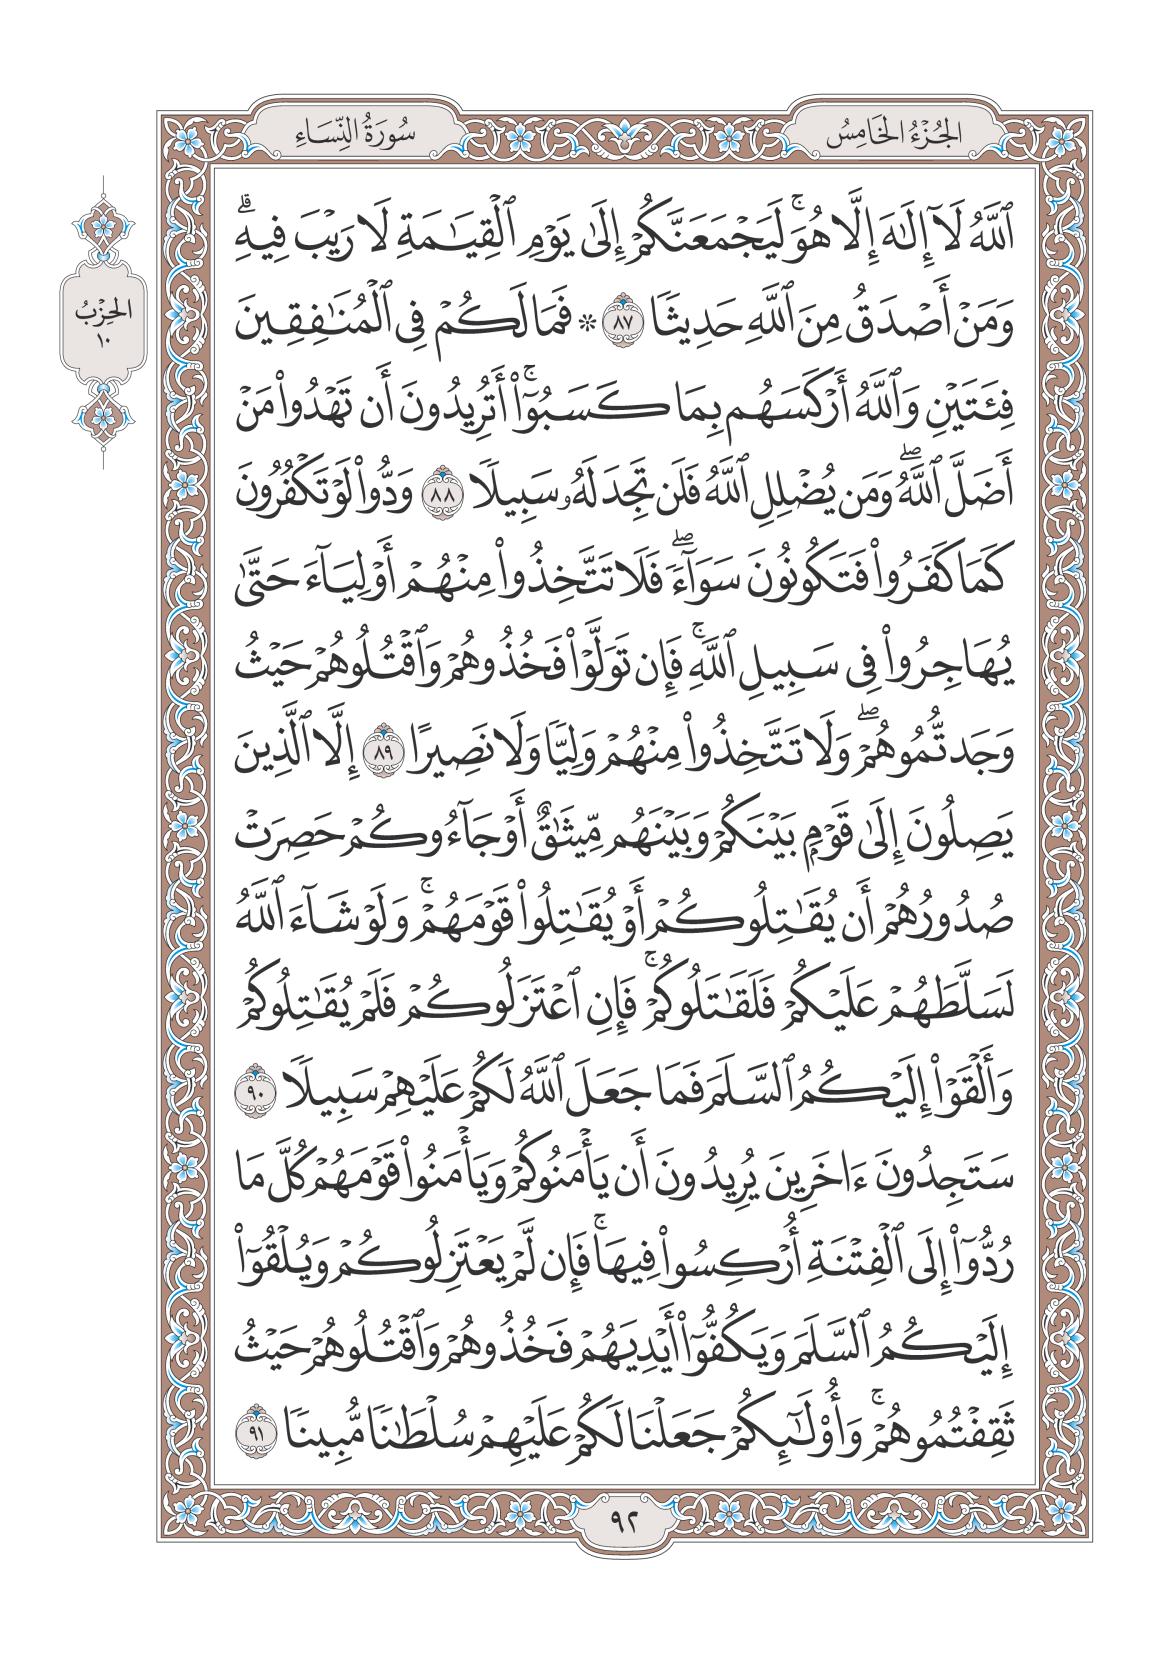 الجُزْءُ الخَامِسُ
سُورَةُ النِّسَاءِ
ٱللَّهُ لَآ إِلَٰهَ إِلَّا هُوَۚ لَيَجْمَعَنَّكُمْ إِلَىٰ يَوْمِ ٱلْقِيَٰمَةِ لَا رَيْبَ فِيهِۗ
وَمَنْ أَصْدَقُ مِنَ ٱللَّهِ حَدِيثًا ٨٧ ۞ فَمَا لَكُمْ فِى ٱلْمُنَٰفِقِينَ
فِئَتَيْنِ وَٱللَّهُ أَرْكَسَهُم بِمَا كَسَبُوٓا۟ۚ أَتُرِيدُونَ أَن تَهْدُوا۟ مَنْ
أَضَلَّ ٱللَّهُۖ وَمَن يُضْلِلِ ٱللَّهُ فَلَن تَجِدَ لَهُۥ سَبِيلًا ٨٨ وَدُّوا۟ لَوْ تَكْفُرُونَ
كَمَا كَفَرُوا۟ فَتَكُونُونَ سَوَآءًۖ فَلَا تَتَّخِذُوا۟ مِنْهُمْ أَوْلِيَآءَ حَتَّىٰ
يُهَاجِرُوا۟ فِى سَبِيلِ ٱللَّهِۚ فَإِن تَوَلَّوْا۟ فَخُذُوهُمْ وَٱقْتُلُوهُمْ حَيْثُ
وَجَدتُّمُوهُمْۖ وَلَا تَتَّخِذُوا۟ مِنْهُمْ وَلِيًّا وَلَا نَصِيرًا ٨٩ إِلَّا ٱلَّذِينَ
يَصِلُونَ إِلَىٰ قَوْمٍۭ بَيْنَكُمْ وَبَيْنَهُم مِّيثَٰقٌ أَوْ جَآءُوكُمْ حَصِرَتْ
صُدُورُهُمْ أَن يُقَٰتِلُوكُمْ أَوْ يُقَٰتِلُوا۟ قَوْمَهُمْۚ وَلَوْ شَآءَ ٱللَّهُ
لَسَلَّطَهُمْ عَلَيْكُمْ فَلَقَٰتَلُوكُمْۚ فَإِنِ ٱعْتَزَلُوكُمْ فَلَمْ يُقَٰتِلُوكُمْ
وَأَلْقَوْا۟ إِلَيْكُمُ ٱلسَّلَمَ فَمَا جَعَلَ ٱللَّهُ لَكُمْ عَلَيْهِمْ سَبِيلًا ٩٠
سَتَجِدُونَ ءَاخَرِينَ يُرِيدُونَ أَن يَأْمَنُوكُمْ وَيَأْمَنُوا۟ قَوْمَهُمْ كُلَّ مَا
رُدُّوٓا۟ إِلَى ٱلْفِتْنَةِ أُرْكِسُوا۟ فِيهَاۚ فَإِن لَّمْ يَعْتَزِلُوكُمْ وَيُلْقُوٓا۟
إِلَيْكُمُ ٱلسَّلَمَ وَيَكُفُّوٓا۟ أَيْدِيَهُمْ فَخُذُوهُمْ وَٱقْتُلُوهُمْ حَيْثُ
ثَقِفْتُمُوهُمْۚ وَأُو۟لَٰٓئِكُمْ جَعَلْنَا لَكُمْ عَلَيْهِمْ سُلْطَٰنًا مُّبِينًا ٩١
٩٢
الحِزْبُ
١٠